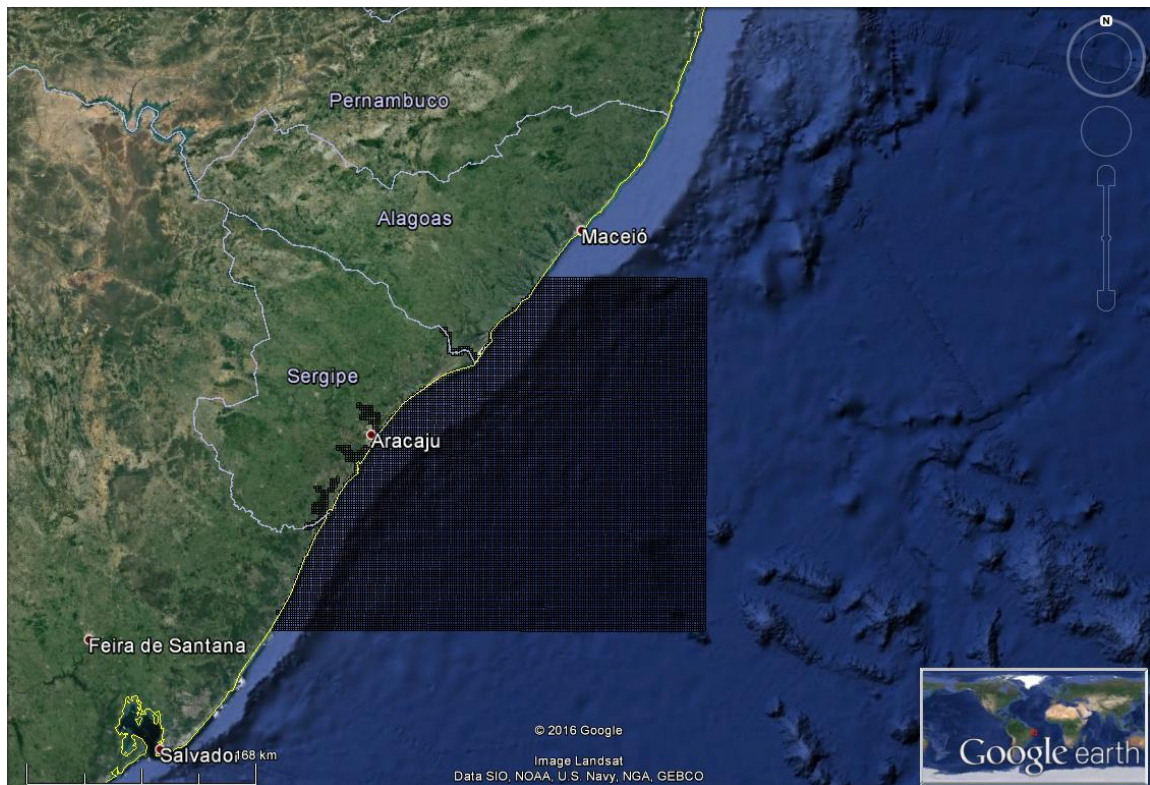 N
Pernambuco
Alagoas
Maceió
Sergipe
Aracaju
Feira de Santana
Salvador
168 km
© 2016 Google
Image Landsat
Data SIO, NOAA, U.S. Navy, NGA, GEBCO
Google earth